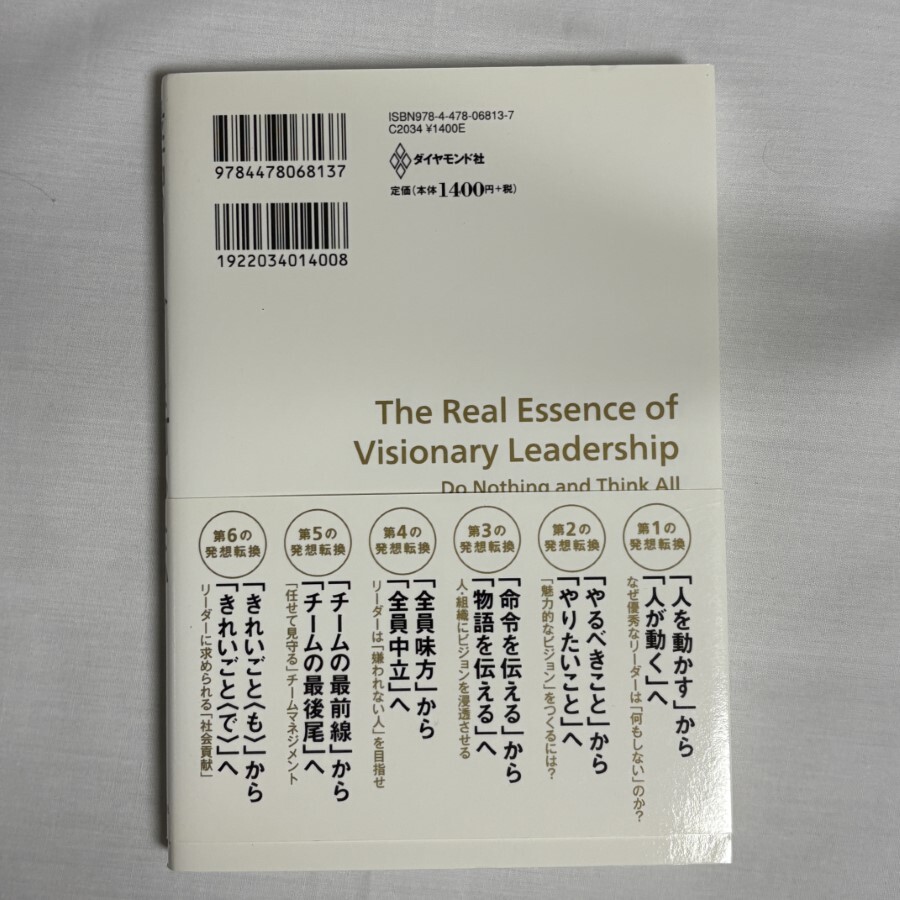 ISBN978-4-478-06813-7
C2034 ¥1400E
9784478068137
ダイヤモンド社
定価(本体1400円+税)
1922034014008
The Real Essence of
Visionary Leadership
Do Nothing and Think All
第1の
発想転換
「人を動かす」から
「人が動く」へ
なぜ優秀なリーダーは「何もしない」のか?
第2の
発想転換
「やるべきこと」から
「やりたいこと」へ
「魅力的なビジョン」をつくるには?
第3の
発想転換
「命令を伝える」から
「物語を伝える」へ
人・組織にビジョンを浸透させる
第4の
発想転換
「全員味方」から
「全員中立」へ
リーダーは「嫌われない人」を目指せ
第5の
発想転換
「チームの最前線」から
「チームの最後尾」へ
「任せて見守る」チームマネジメント
第6の
発想転換
「きれいごと〈も〉」から
「きれいごと〈で〉」へ
リーダーに求められる「社会貢献」